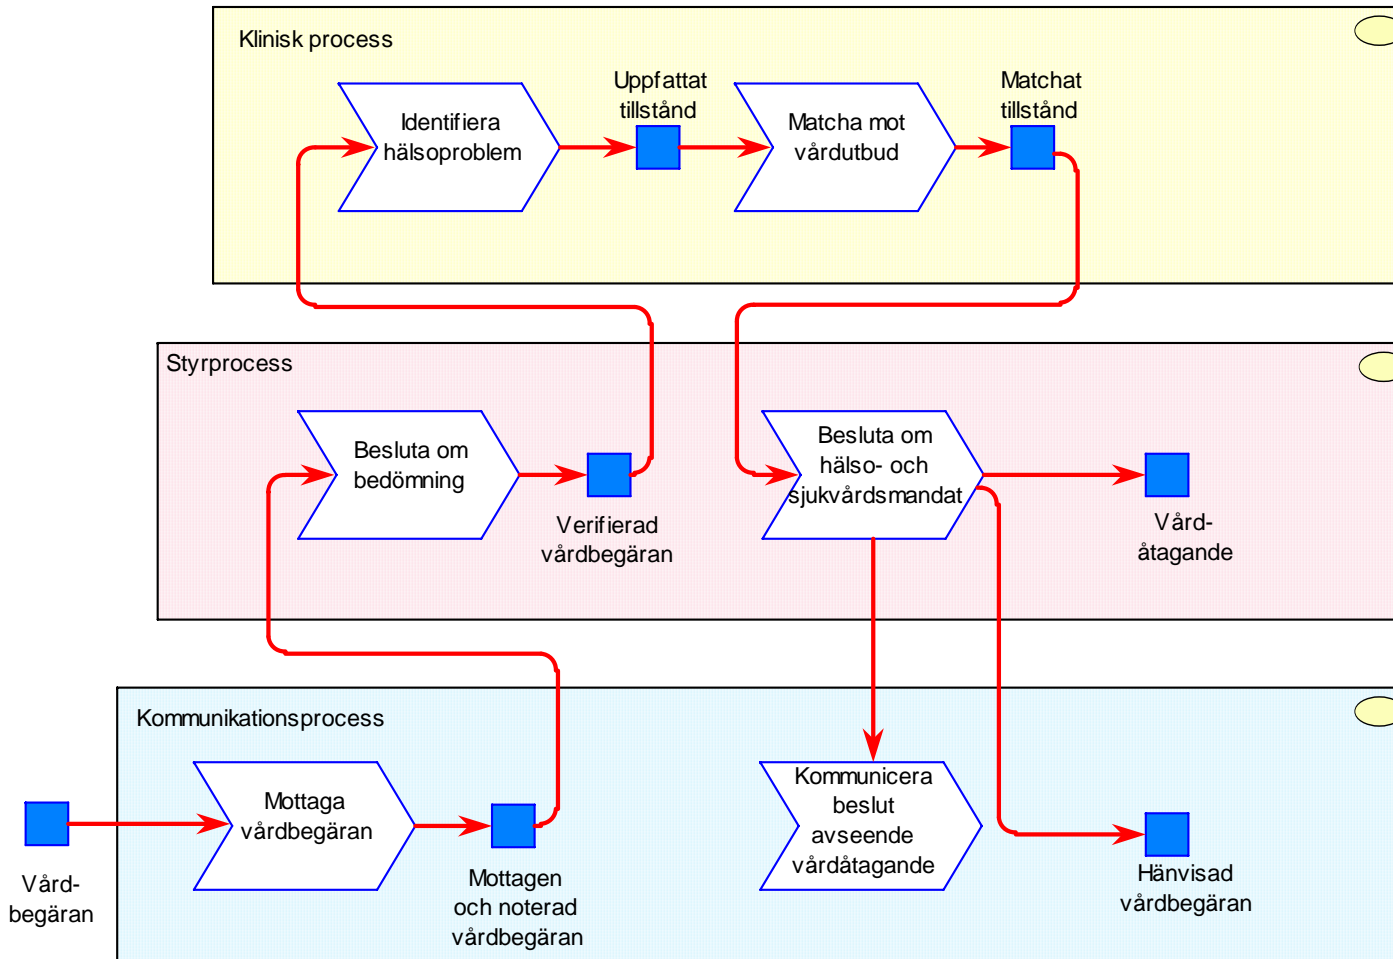 Klinisk process
Uppfattat
tillstånd
Matchat
tillstånd
Identifiera
hälsoproblem
Matcha mot
vårdutbud
Styrprocess
Besluta om
bedömning
Verifierad
vårdbegäran
Besluta om
hälso- och
sjukvårdsmandat
Vård-
åtagande
Kommunikationsprocess
Vård-
begäran
Mottaga
vårdbegäran
Mottagen
och noterad
vårdbegäran
Kommunicera
beslut
avseende
vårdåtagande
Hänvisad
vårdbegäran